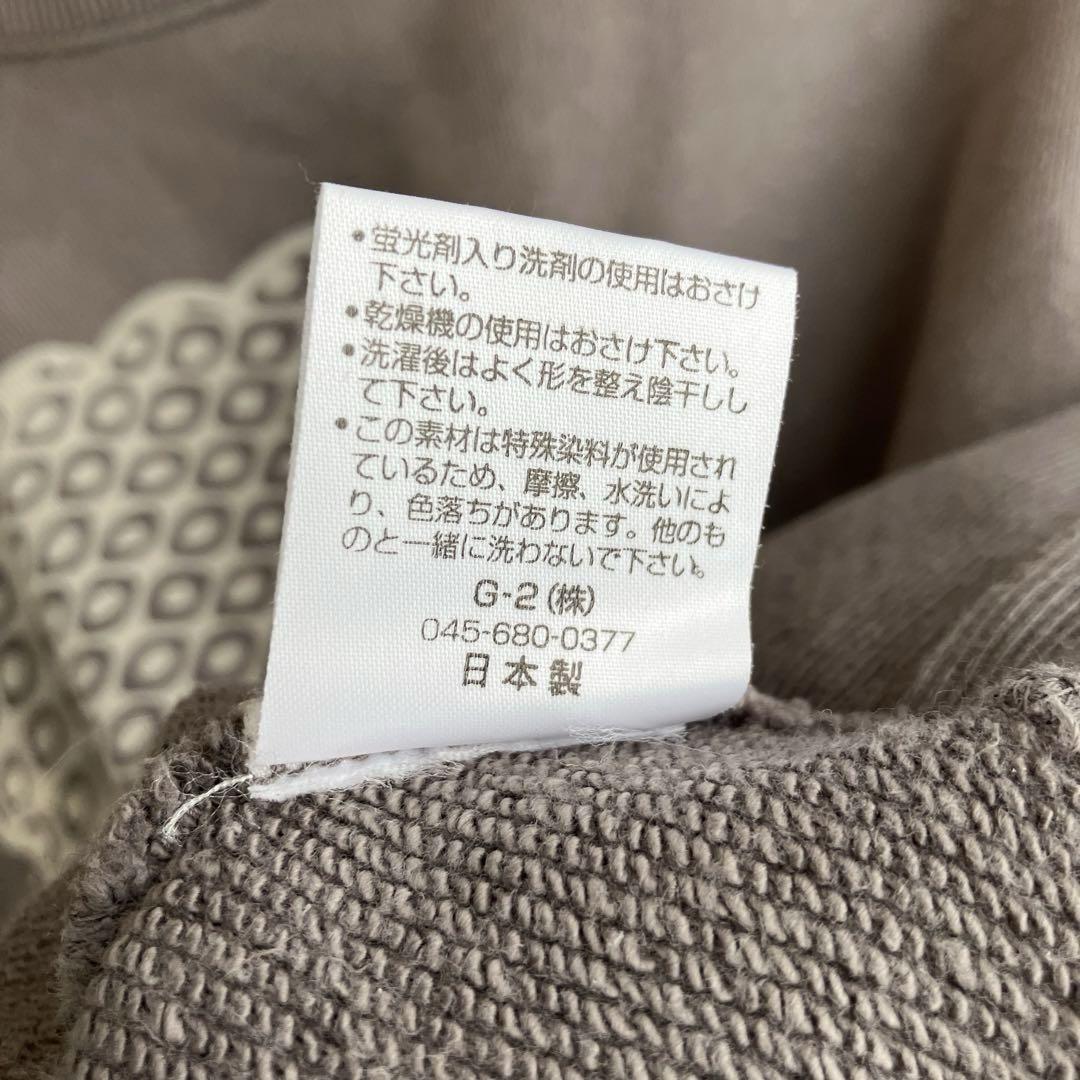 ・蛍光剤入り洗剤の使用はおさけ
下さい。
・乾燥機の使用はおさけ下さい。
・洗濯後はよく形を整え陰干しし
て下さい。
・この素材は特殊染料が使用され
ているため、摩擦、水洗いによ
り、色落ちがあります。他のも
のと一緒に洗わないで下さい。
G-2(株)
045-680-0377
日本製